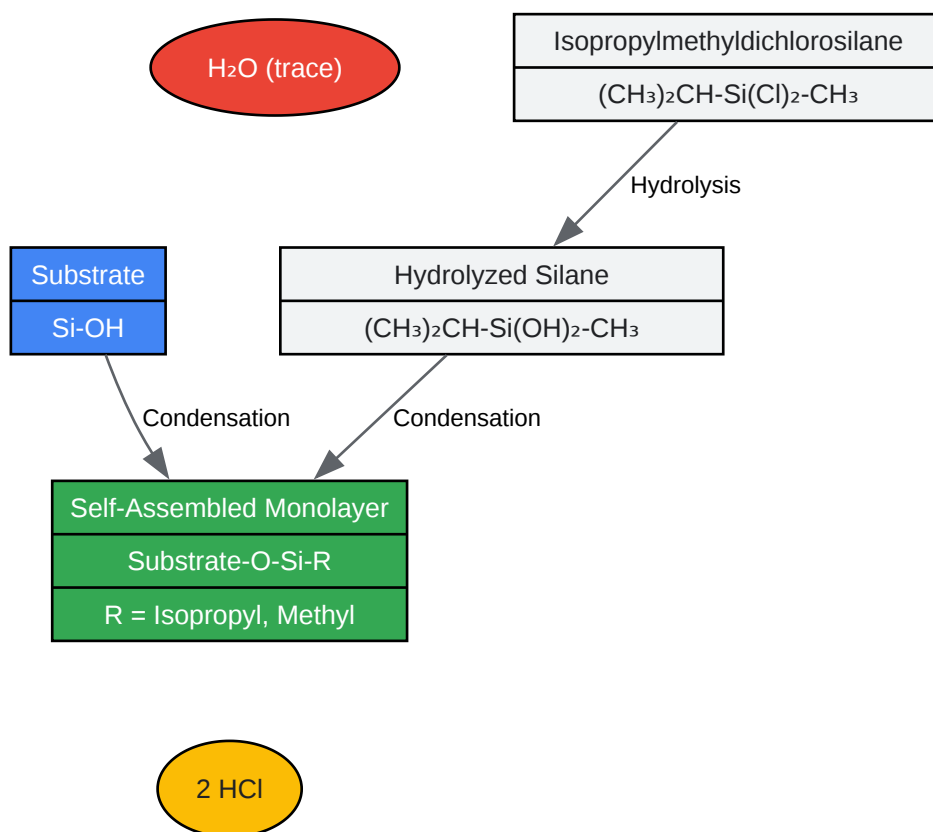 H₂O (trace)
Isopropylmethyldichlorosilane
(CH₃)₂CH-Si(Cl)₂-CH₃
Hydrolysis
Substrate
Si-OH
Hydrolyzed Silane
(CH₃)₂CH-Si(OH)₂-CH₃
Condensation
Condensation
Self-Assembled Monolayer
Substrate-O-Si-R
R = Isopropyl, Methyl
2 HCl